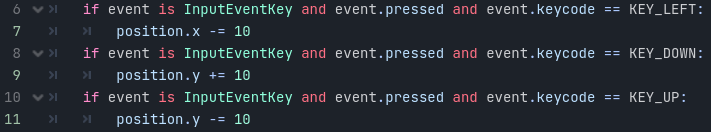 6 if event is InputEventKey and event.pressed and event.keycode == KEY_LEFT:
7 position.x -= 10
8 if event is InputEventKey and event.pressed and event.keycode == KEY_DOWN:
9 position.y += 10
10 if event is InputEventKey and event.pressed and event.keycode == KEY_UP:
11 position.y -= 10